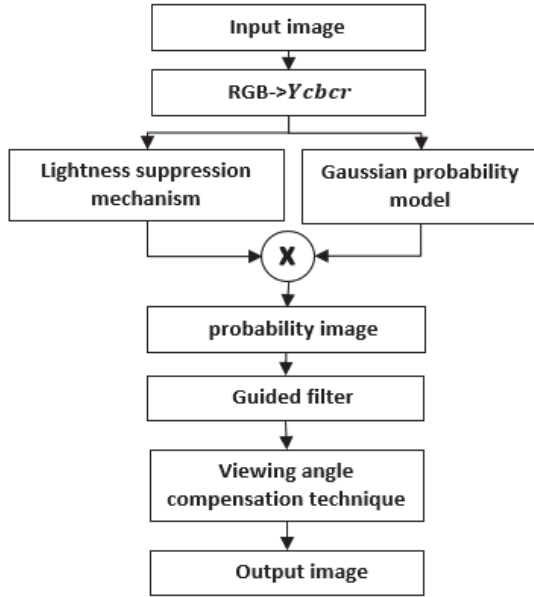 Input image
RGB->Ycbcr
Lightness suppression
mechanism
Gaussian probability
model
X
probability image
Guided filter
Viewing angle
compensation technique
Output image